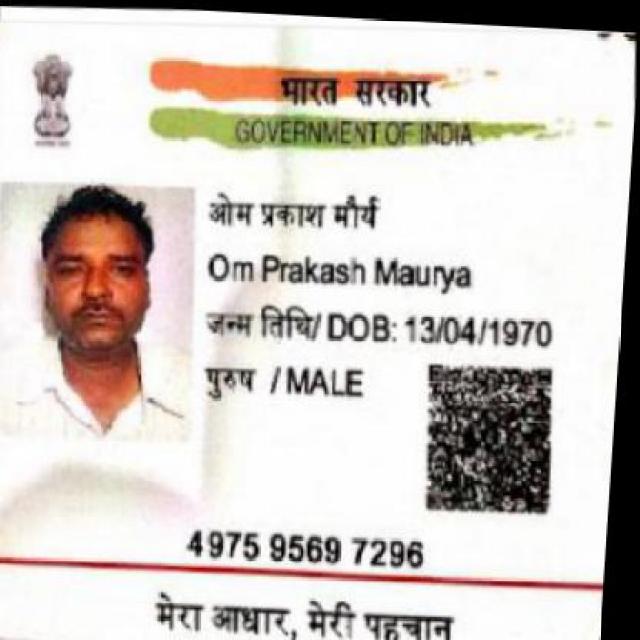 भारत सरकार
GOVERNMENT OF INDIA
ओम प्रकाश मौर्य
Om Prakash Maurya
जन्म तिथि/ DOB: 13/04/1970
पुरुष / MALE
4975 9569 7296
मेरा आधार, मेरी पहचान